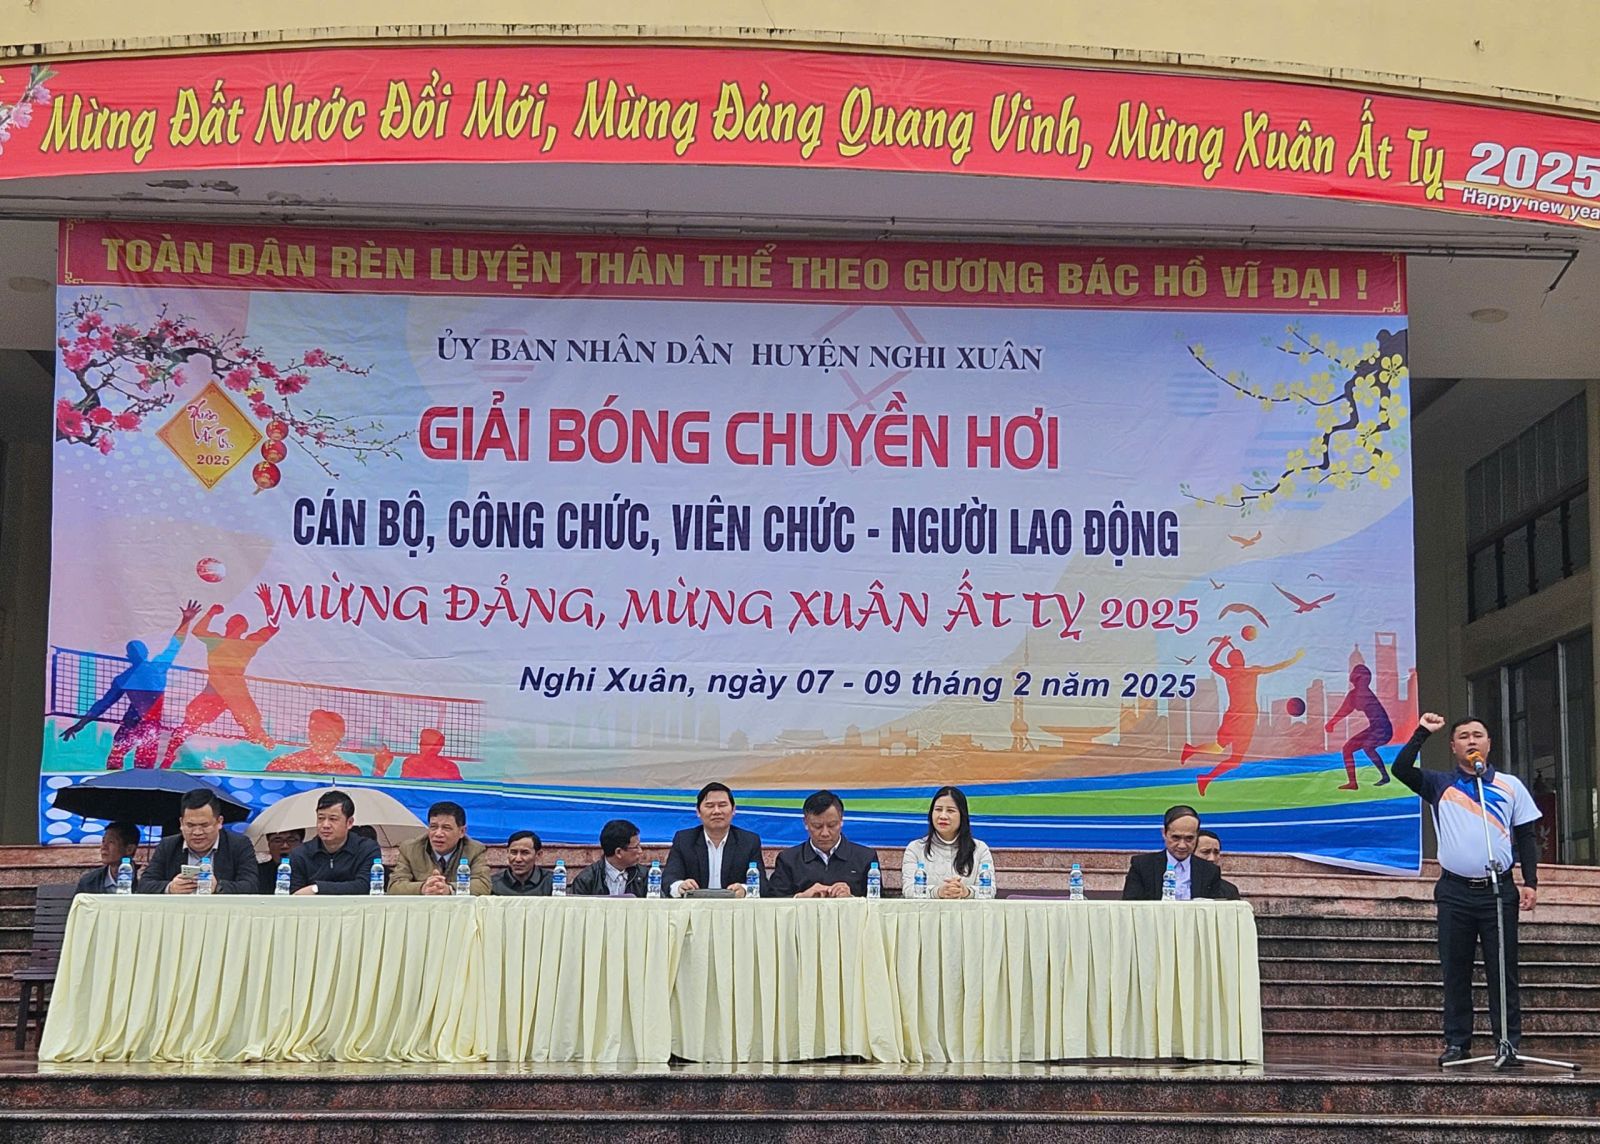 Mừng Đất Nước Đổi Mới, Mừng Đảng Quang Vinh, Mừng Xuân Ất Tỵ 2025
Happy new yea
TOÀN DÂN RÈN LUYỆN THÂN THỂ THEO GƯƠNG BÁC HỒ VĨ ĐẠI !
ỦY BAN NHÂN DÂN HUYỆN NGHI XUÂN
GIẢI BÓNG CHUYỀN HƠI
Xuân
Ất Tỵ
2025
CÁN BỘ, CÔNG CHỨC, VIÊN CHỨC - NGƯỜI LAO ĐỘNG
MỪNG ĐẢNG, MỪNG XUÂN ẤT TỴ 2025
Nghi Xuân, ngày 07 - 09 tháng 2 năm 2025